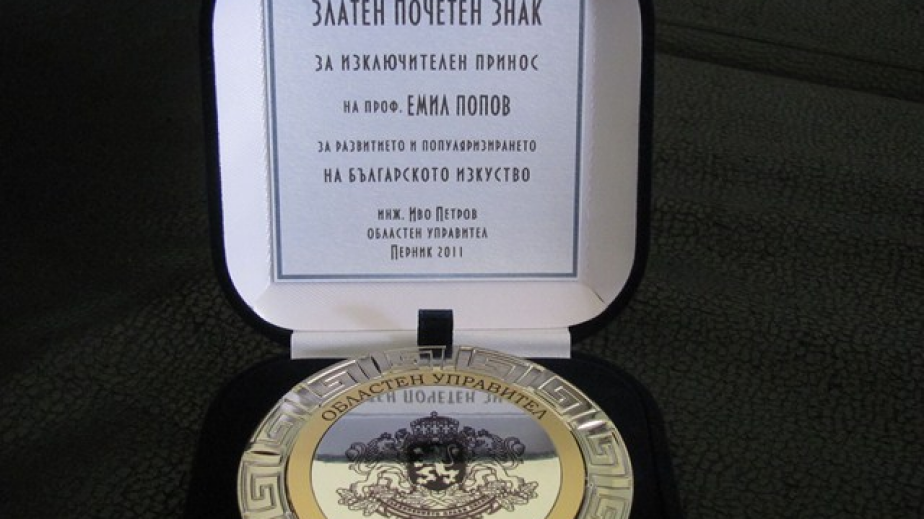 ЗЛАТЕН ПОЧЕТЕН ЗНАК
ЗА ИЗКЛЮЧИТЕЛЕН ПРИНОС
НА ПРОФ. ЕМИЛ ПОПОВ
ЗА РАЗВИТИЕТО И ПОПУЛЯРИЗИРАНЕТО
НА БЪЛГАРСКОТО ИЗКУСТВО
ИНЖ. ИВО ПЕТРОВ
ОБЛАСТЕН УПРАВИТЕЛ
ПЕРНИК 2011
ОБЛАСТЕН УПРАВИТЕЛ